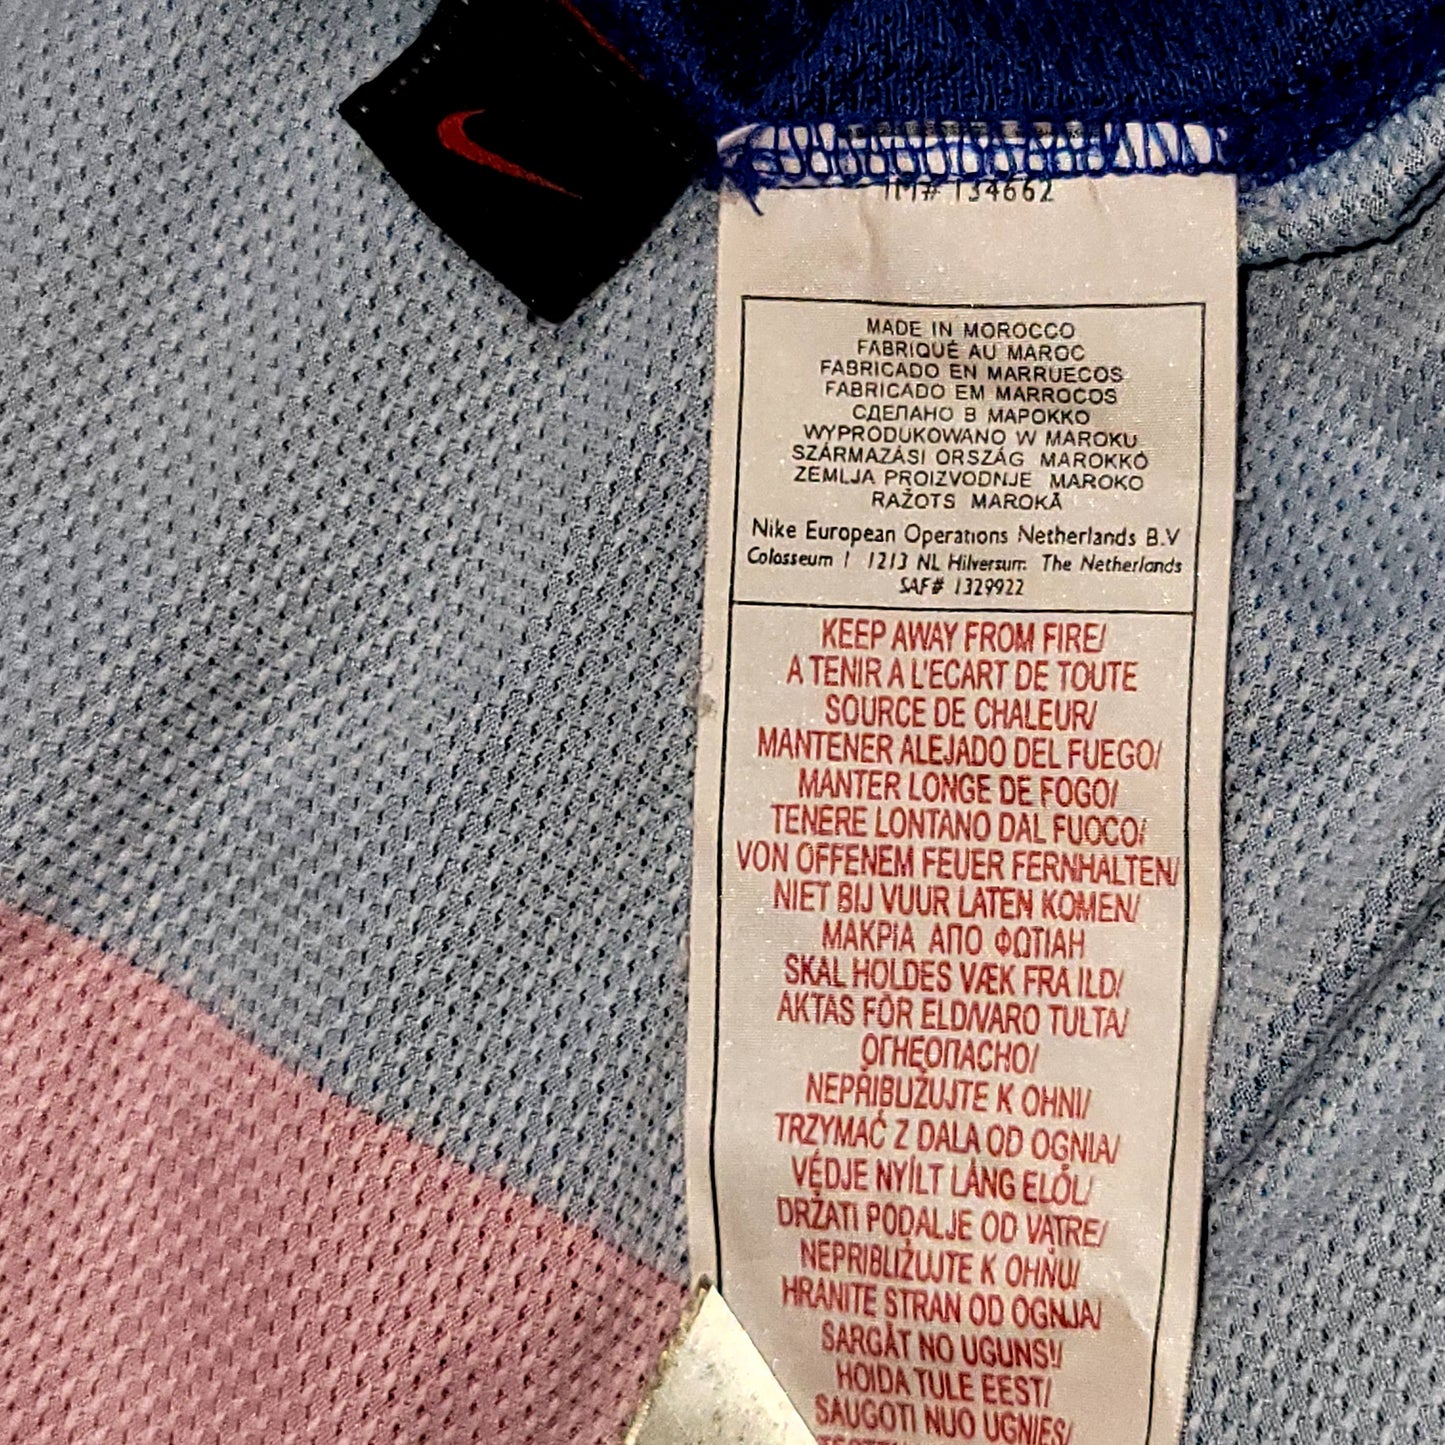 IM# 134662
MADE IN MOROCCO
FABRIQUÉ AU MAROC
FABRICADO EN MARRUECOS
FABRICADO EM MARROCOS
СДЕЛАНО В МАРОККО
WYPRODUKOWANO W MAROKU
SZÁRMAZÁSI ORSZÁG MAROKKÓ
ZEMLJA PROIZVODNJE MAROKO
RAŽOTS MAROKĀ
Nike European Operations Netherlands B.V
Colosseum 1 1213 NL Hilversum The Netherlands
SAF# 1329922
KEEP AWAY FROM FIRE/
A TENIR A L'ECART DE TOUTE
SOURCE DE CHALEUR/
MANTENER ALEJADO DEL FUEGO/
MANTER LONGE DE FOGO/
TENERE LONTANO DAL FUOCO/
VON OFFENEM FEUER FERNHALTEN/
NIET BIJ VUUR LATEN KOMEN/
ΜΑΚΡΙΑ ΑΠΟ ΦΩΤΙΑΗ
SKAL HOLDES VÆK FRA ILD/
AKTAS FÖR ELD/VARO TULTA/
ОГНЕОПАСНО/
NEPŘIBLIŽUJTE K OHNI/
TRZYMAĆ Z DALA OD OGNIA/
VÉDJE NYÍLT LÁNG ELŐL/
DRŽATI PODALJE OD VATRE/
NEPRIBLIŽUJTE K OHŇU/
HRANITE STRAN OD OGNJA/
SARGĀT NO UGUNS!/
HOIDA TULE EEST/
SAUGOTI NUO UGNIES/